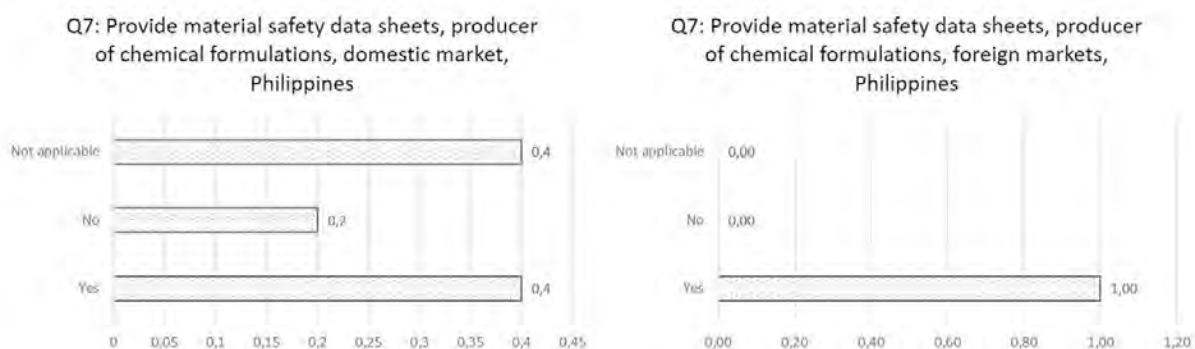 Q7: Provide material safety data sheets, producer
of chemical formulations, domestic market,
Philippines
Not applicable
0,4
No
0,2
Yes
0,4
0 0,05 0,1 0,15 0,2 0,25 0,3 0,35 0,4 0,45
Q7: Provide material safety data sheets, producer
of chemical formulations, foreign markets,
Philippines
Not applicable
0,00
No
0,00
Yes
1,00
0,00 0,20 0,40 0,60 0,80 1,00 1,20